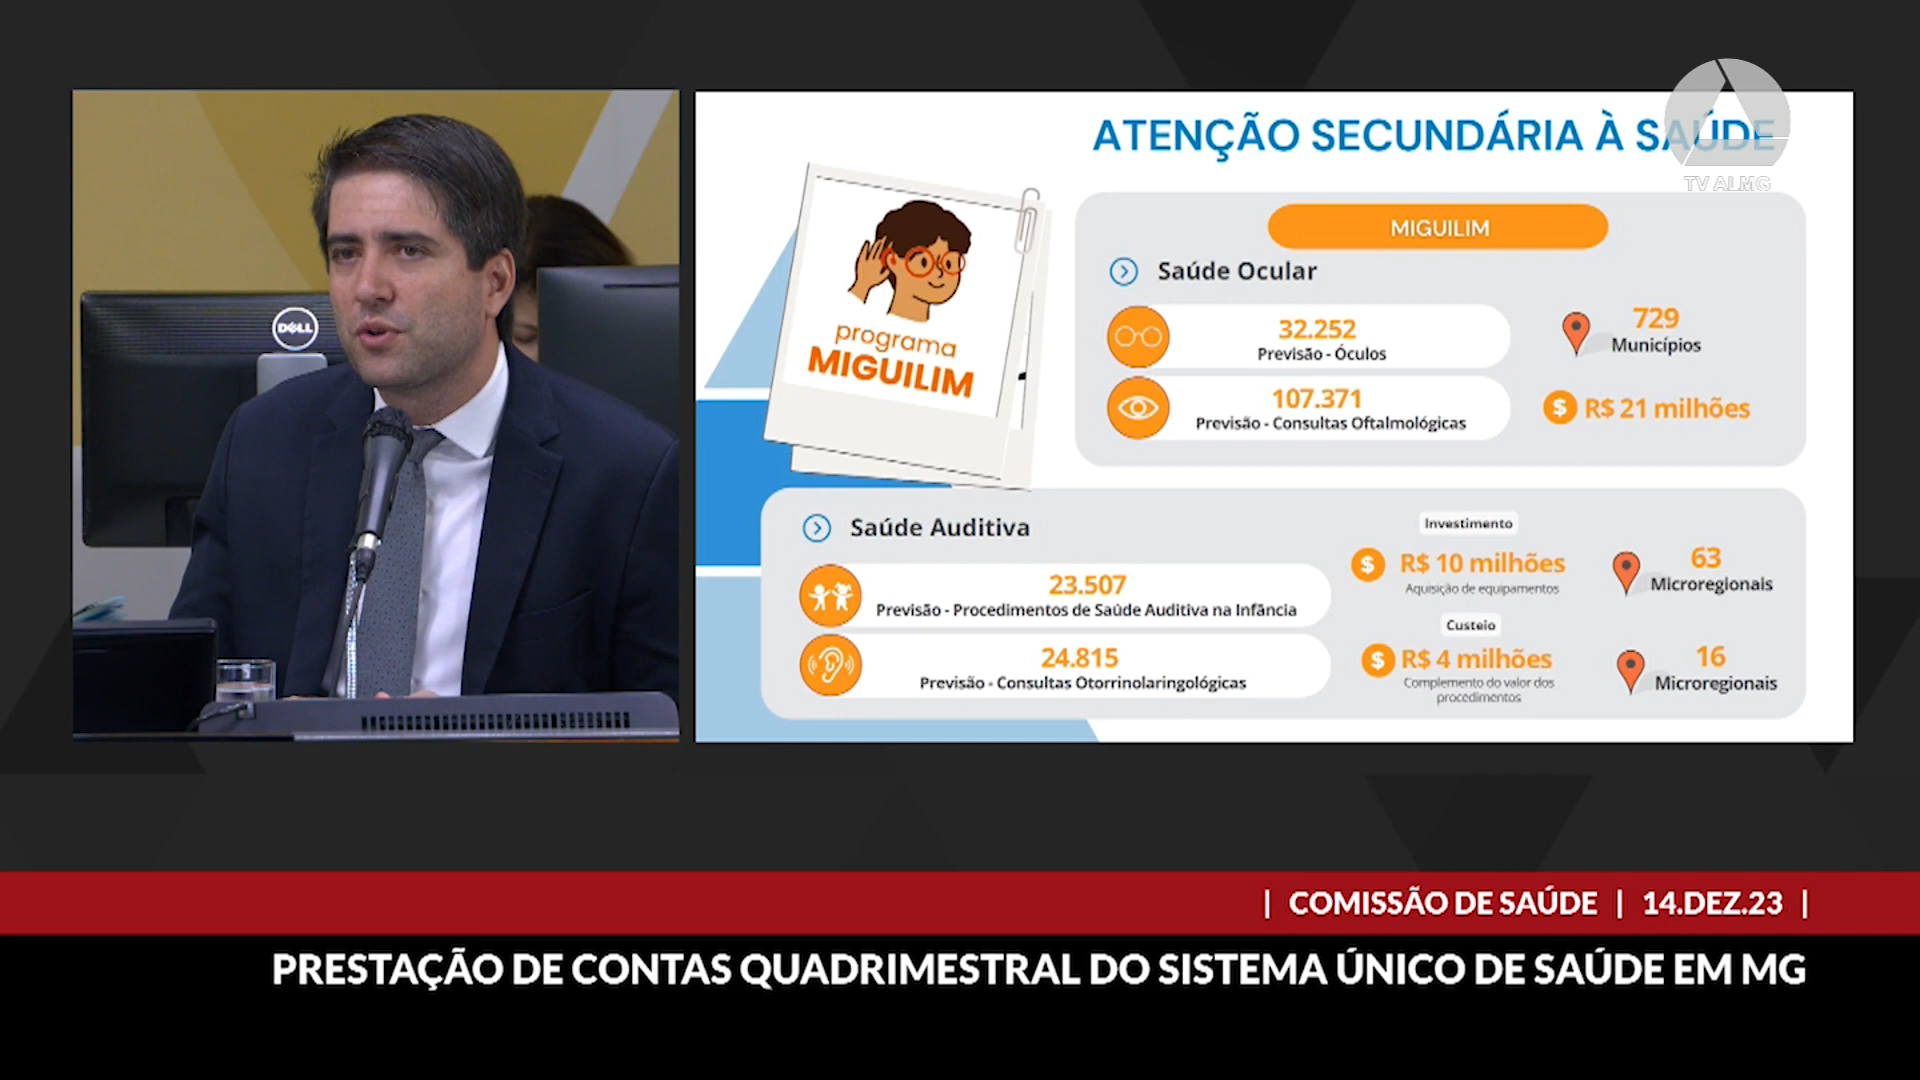 DELL
ATENÇÃO SECUNDÁRIA À SAÚDE
TV ALMG
programa
MIGUILIM
MIGUILIM
Saúde Ocular
32.252
Previsão - Óculos
729
Municípios
107.371
Previsão - Consultas Oftalmológicas
R$ 21 milhões
Saúde Auditiva
23.507
Previsão - Procedimentos de Saúde Auditiva na Infância
24.815
Previsão - Consultas Otorrinolaringológicas
Investimento
R$ 10 milhões
Aquisição de equipamentos
63
Microregionais
Custeio
R$ 4 milhões
Complemento do valor dos
procedimentos
16
Microregionais
| COMISSÃO DE SAÚDE | 14.DEZ.23 |
PRESTAÇÃO DE CONTAS QUADRIMESTRAL DO SISTEMA ÚNICO DE SAÚDE EM MG